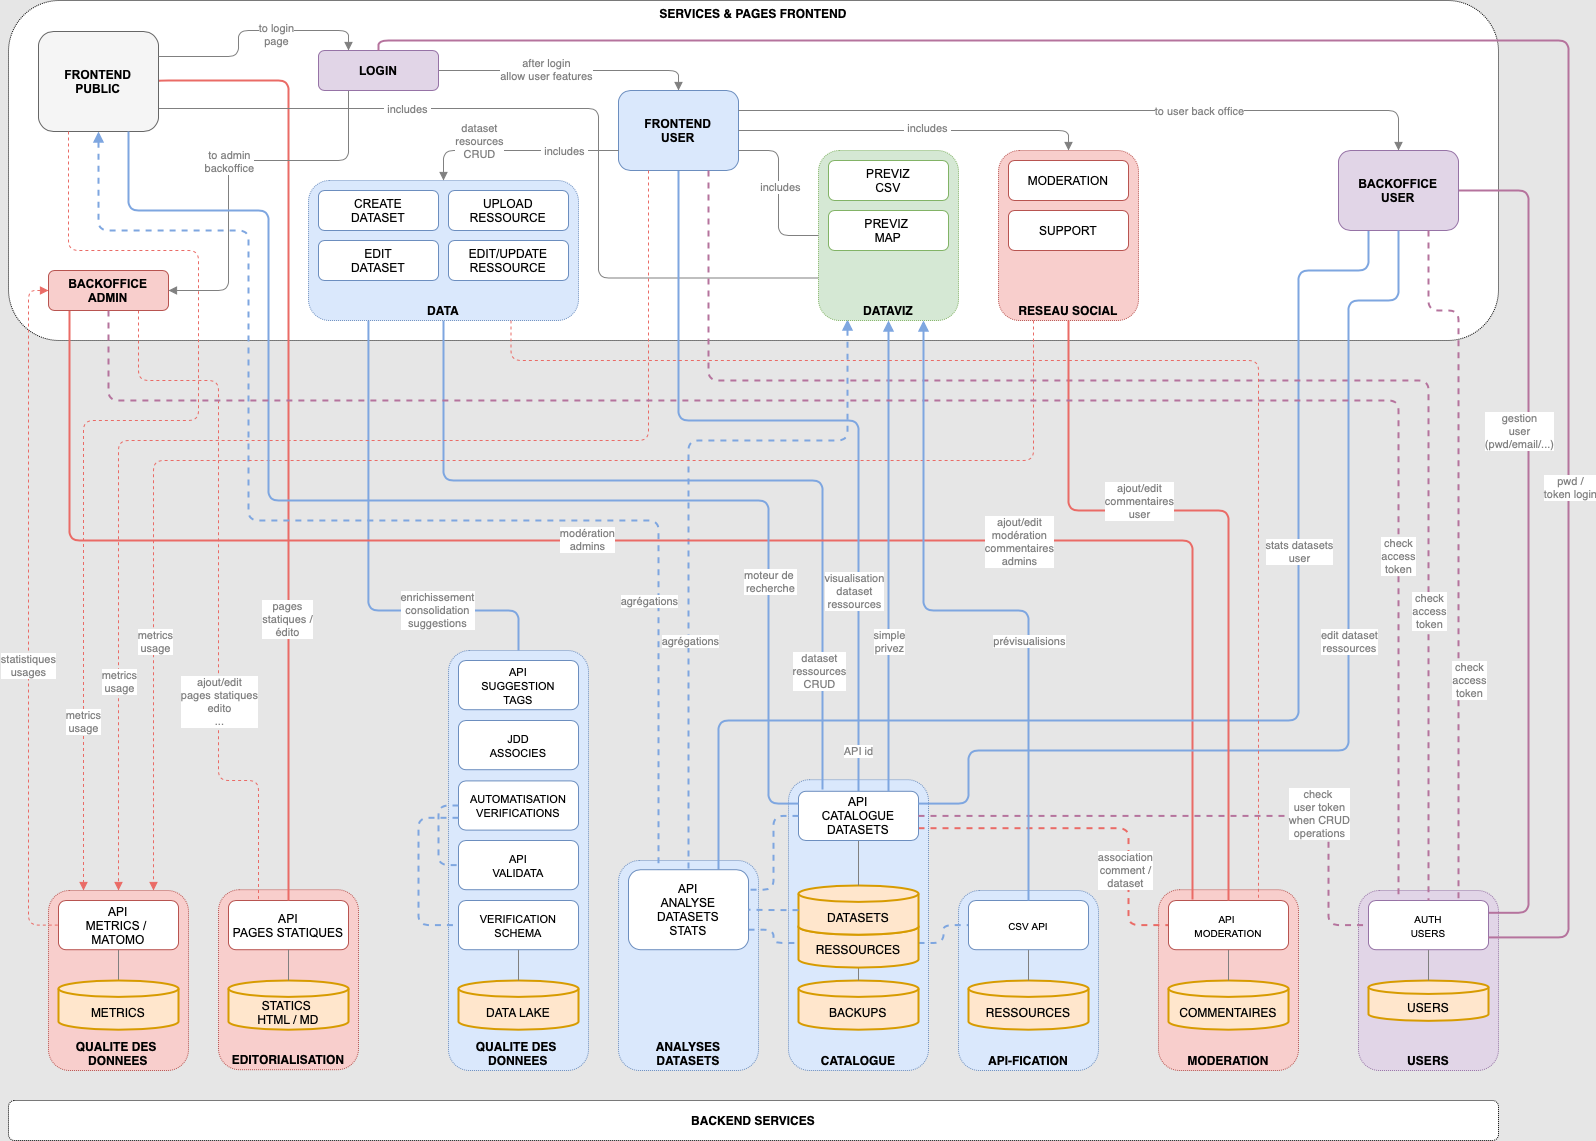 SERVICES & PAGES FRONTEND
to login
page
FRONTEND
PUBLIC
LOGIN
after login
allow user features
includes
FRONTEND
USER
to user back office
dataset
resources
CRUD
includes
includes
to admin
backoffice
includes
PREVIZ
CSV
PREVIZ
MAP
DATAVIZ
MODERATION
SUPPORT
RESEAU SOCIAL
BACKOFFICE
USER
CREATE
DATASET
UPLOAD
RESSOURCE
EDIT
DATASET
EDIT/UPDATE
RESSOURCE
DATA
BACKOFFICE
ADMIN
gestion
user
(pwd/email/...)
pwd /
token login
ajout/edit
commentaires
user
ajout/edit
modération
commentaires
admins
modération
admins
stats datasets
user
check
access
token
check
access
token
check
access
token
moteur de
recherche
visualisation
dataset
ressources
enrichissement
consolidation
suggestions
agrégations
agrégations
simple
privez
prévisualisions
edit dataset
ressources
pages
statiques /
édito
metrics
usage
statistiques
usages
metrics
usage
metrics
usage
ajout/edit
pages statiques
edito
...
dataset
ressources
CRUD
API id
API
SUGGESTION
TAGS
JDD
ASSOCIES
AUTOMATISATION
VERIFICATIONS
API
VALIDATA
VERIFICATION
SCHEMA
DATA LAKE
QUALITE DES
DONNEES
API
CATALOGUE
DATASETS
check
user token
when CRUD
operations
association
comment /
dataset
API
METRICS /
MATOMO
METRICS
QUALITE DES
DONNEES
API
PAGES STATIQUES
STATICS
HTML / MD
EDITORIALISATION
API
ANALYSE
DATASETS
STATS
ANALYSES
DATASETS
DATASETS
RESSOURCES
BACKUPS
CATALOGUE
CSV API
RESSOURCES
API-FICATION
API
MODERATION
COMMENTAIRES
MODERATION
AUTH
USERS
USERS
USERS
BACKEND SERVICES